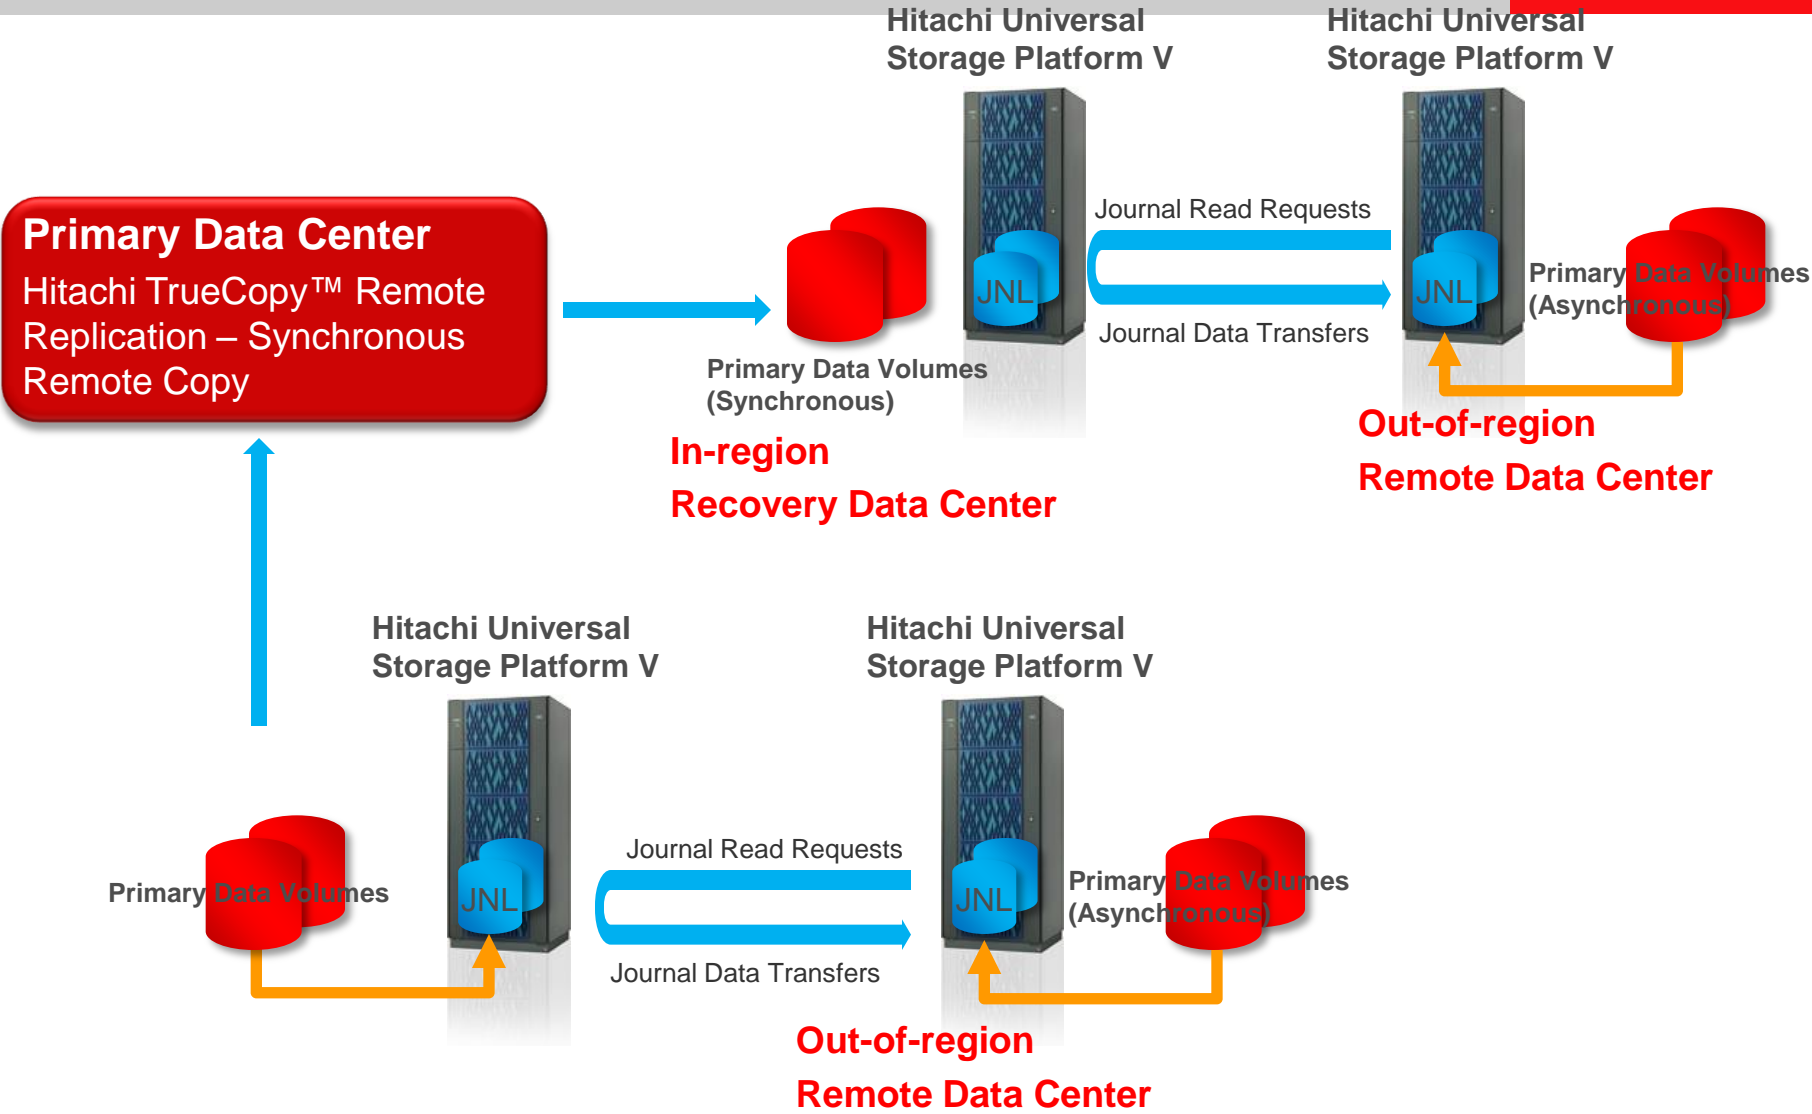 Hitachi Universal
Storage Platform V
Hitachi Universal
Storage Platform V
Primary Data Center
Hitachi TrueCopy™ Remote
Replication – Synchronous
Remote Copy
Journal Read Requests
JNL
JNL
Primary Data Volumes
(Asynchronous)
Journal Data Transfers
Primary Data Volumes
(Synchronous)
In-region
Recovery Data Center
Out-of-region
Remote Data Center
Hitachi Universal
Storage Platform V
Hitachi Universal
Storage Platform V
Journal Read Requests
Primary Data Volumes
JNL
JNL
Primary Data Volumes
(Asynchronous)
Journal Data Transfers
Out-of-region
Remote Data Center